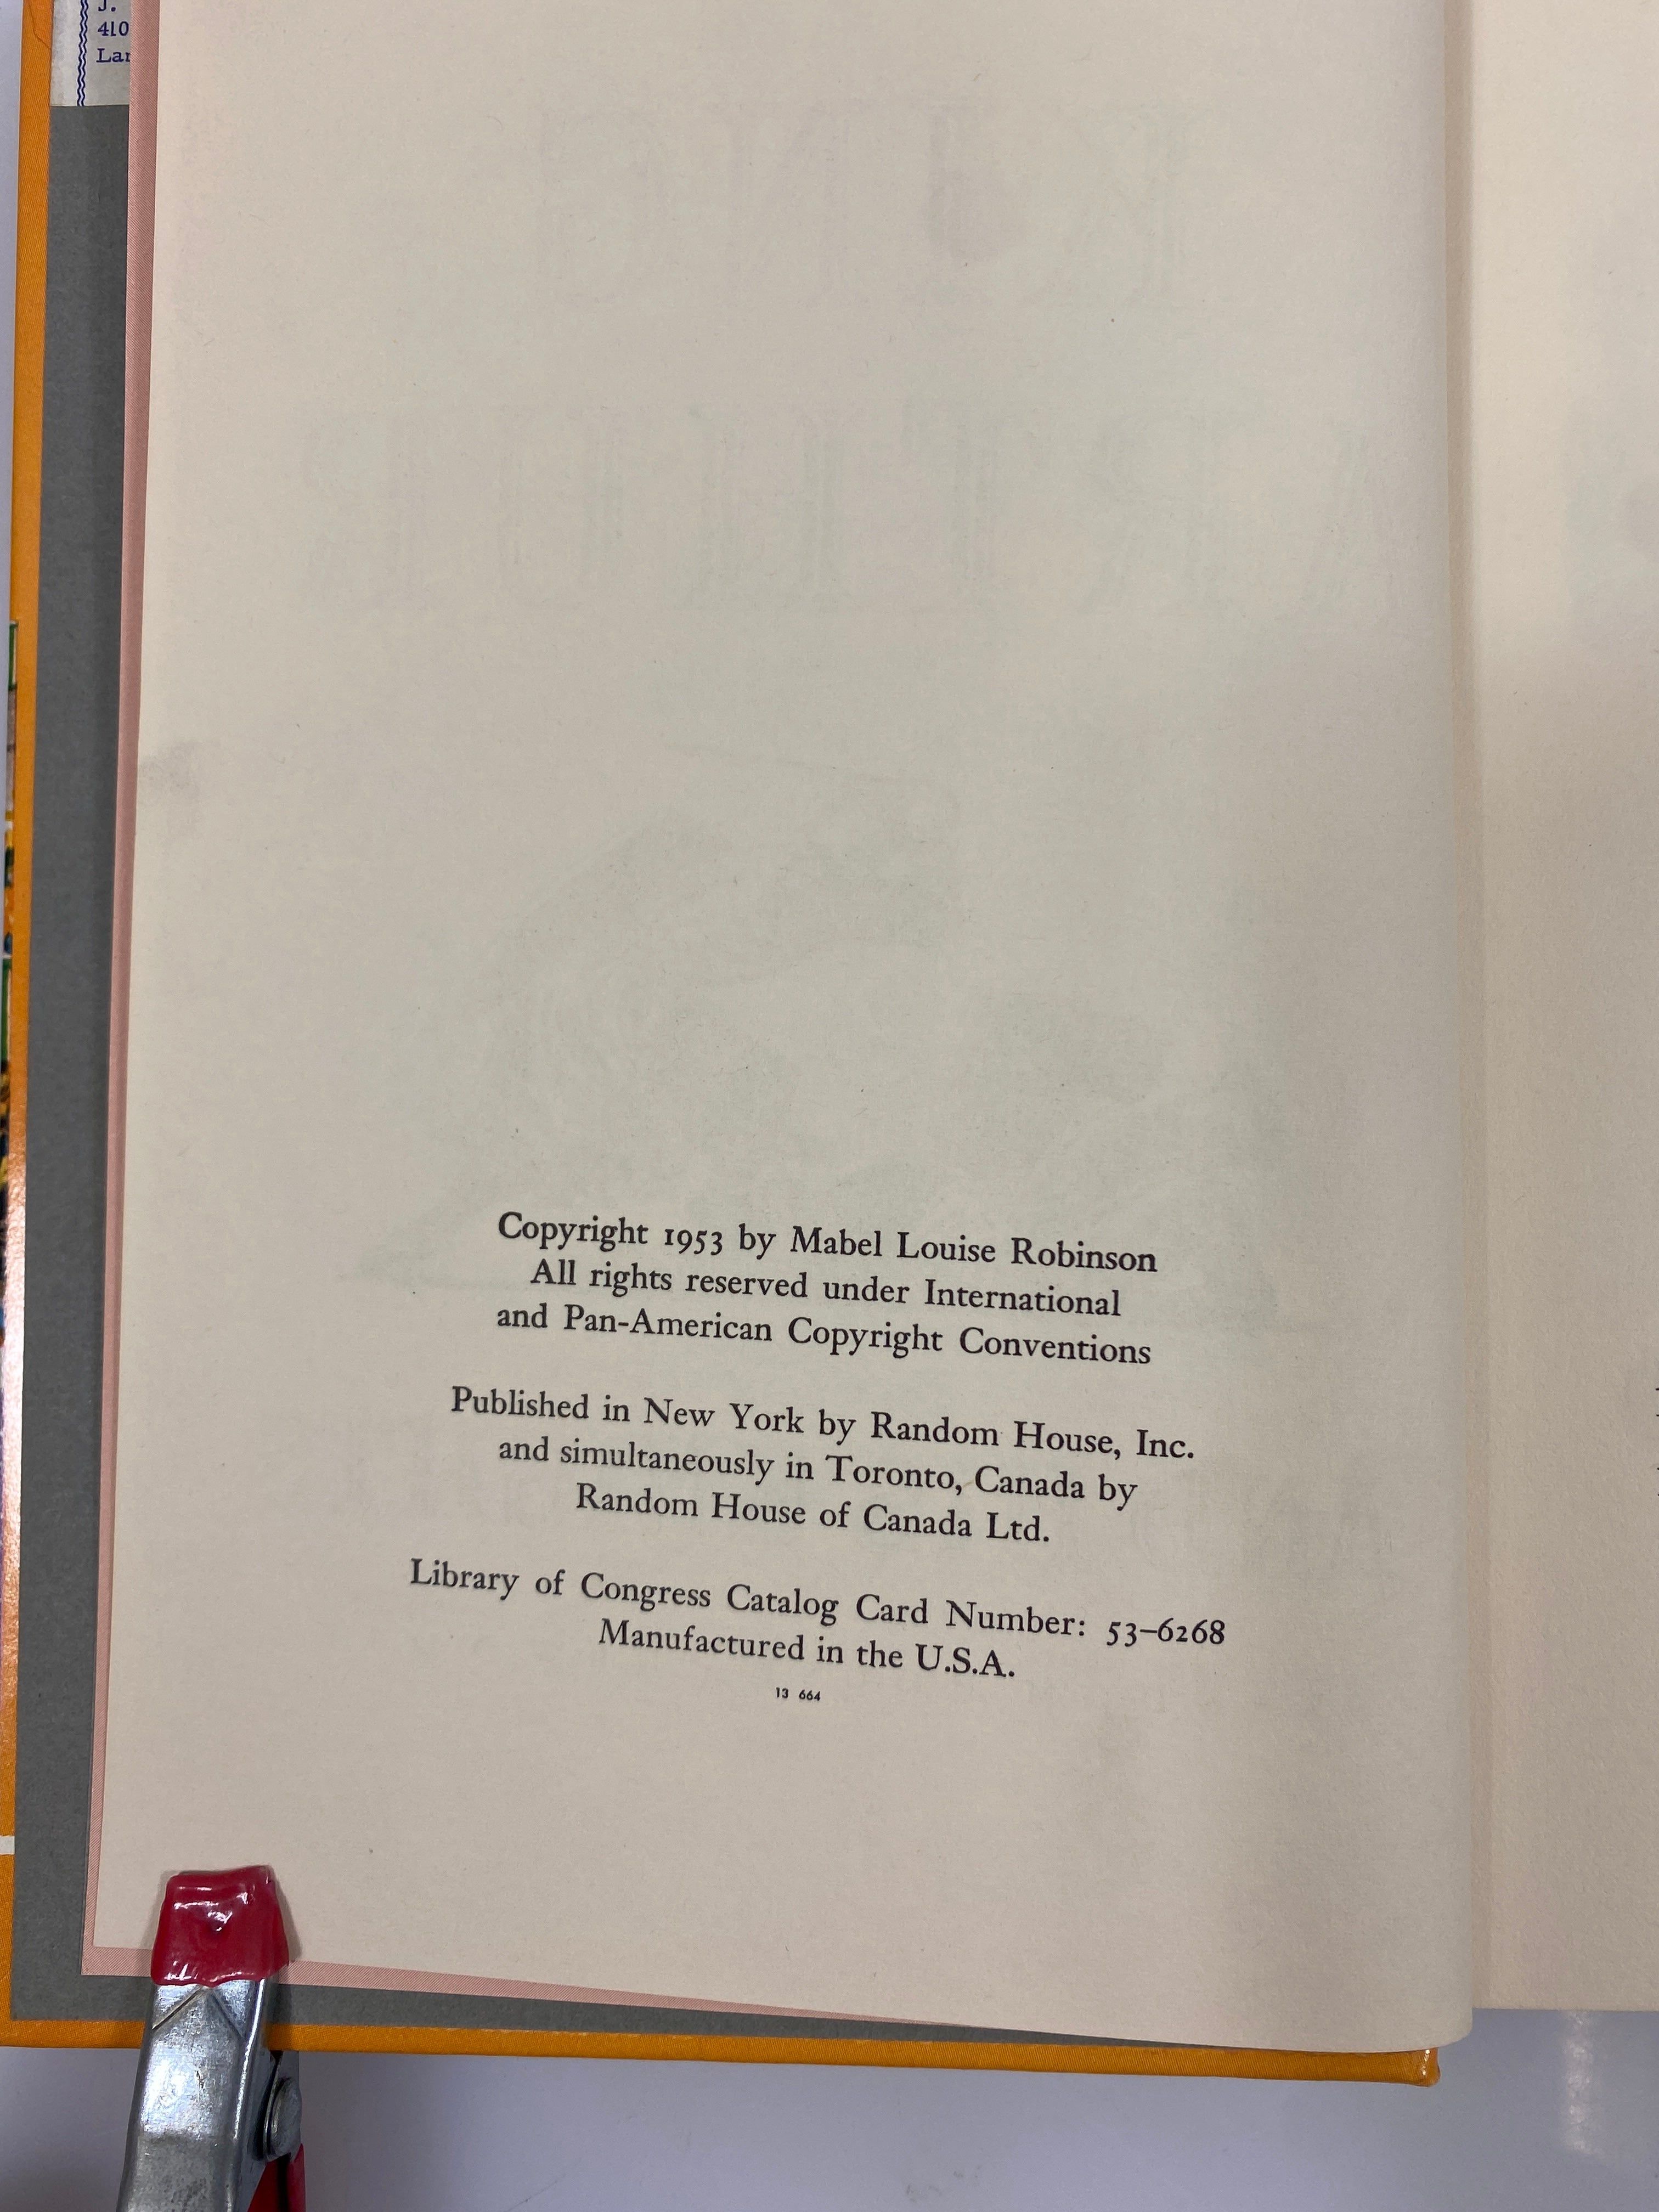 J.
410
Copyright 1953 by Mabel Louise Robinson
All rights reserved under International
and Pan-American Copyright Conventions
Published in New York by Random House, Inc.
and simultaneously in Toronto, Canada by
Random House of Canada Ltd.
Library of Congress Catalog Card Number: 53–6268
Manufactured in the U.S.A.
13 664